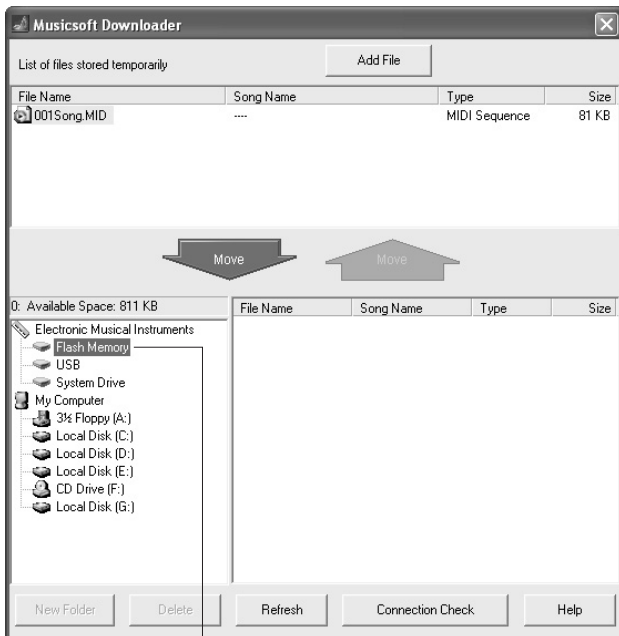 Musicsoft Downloader
List of files stored temporarily
Add File
File Name Song Name Type Size
001Song.MID ---- MIDI Sequence 81 KB
Move Move
0: Available Space: 811 KB
File Name Song Name Type Size
Electronic Musical Instruments
Flash Memory
USB
System Drive
My Computer
3½ Floppy (A:)
Local Disk (C:)
Local Disk (D:)
Local Disk (E:)
CD Drive (F:)
Local Disk (G:)
New Folder Delete Refresh Connection Check Help